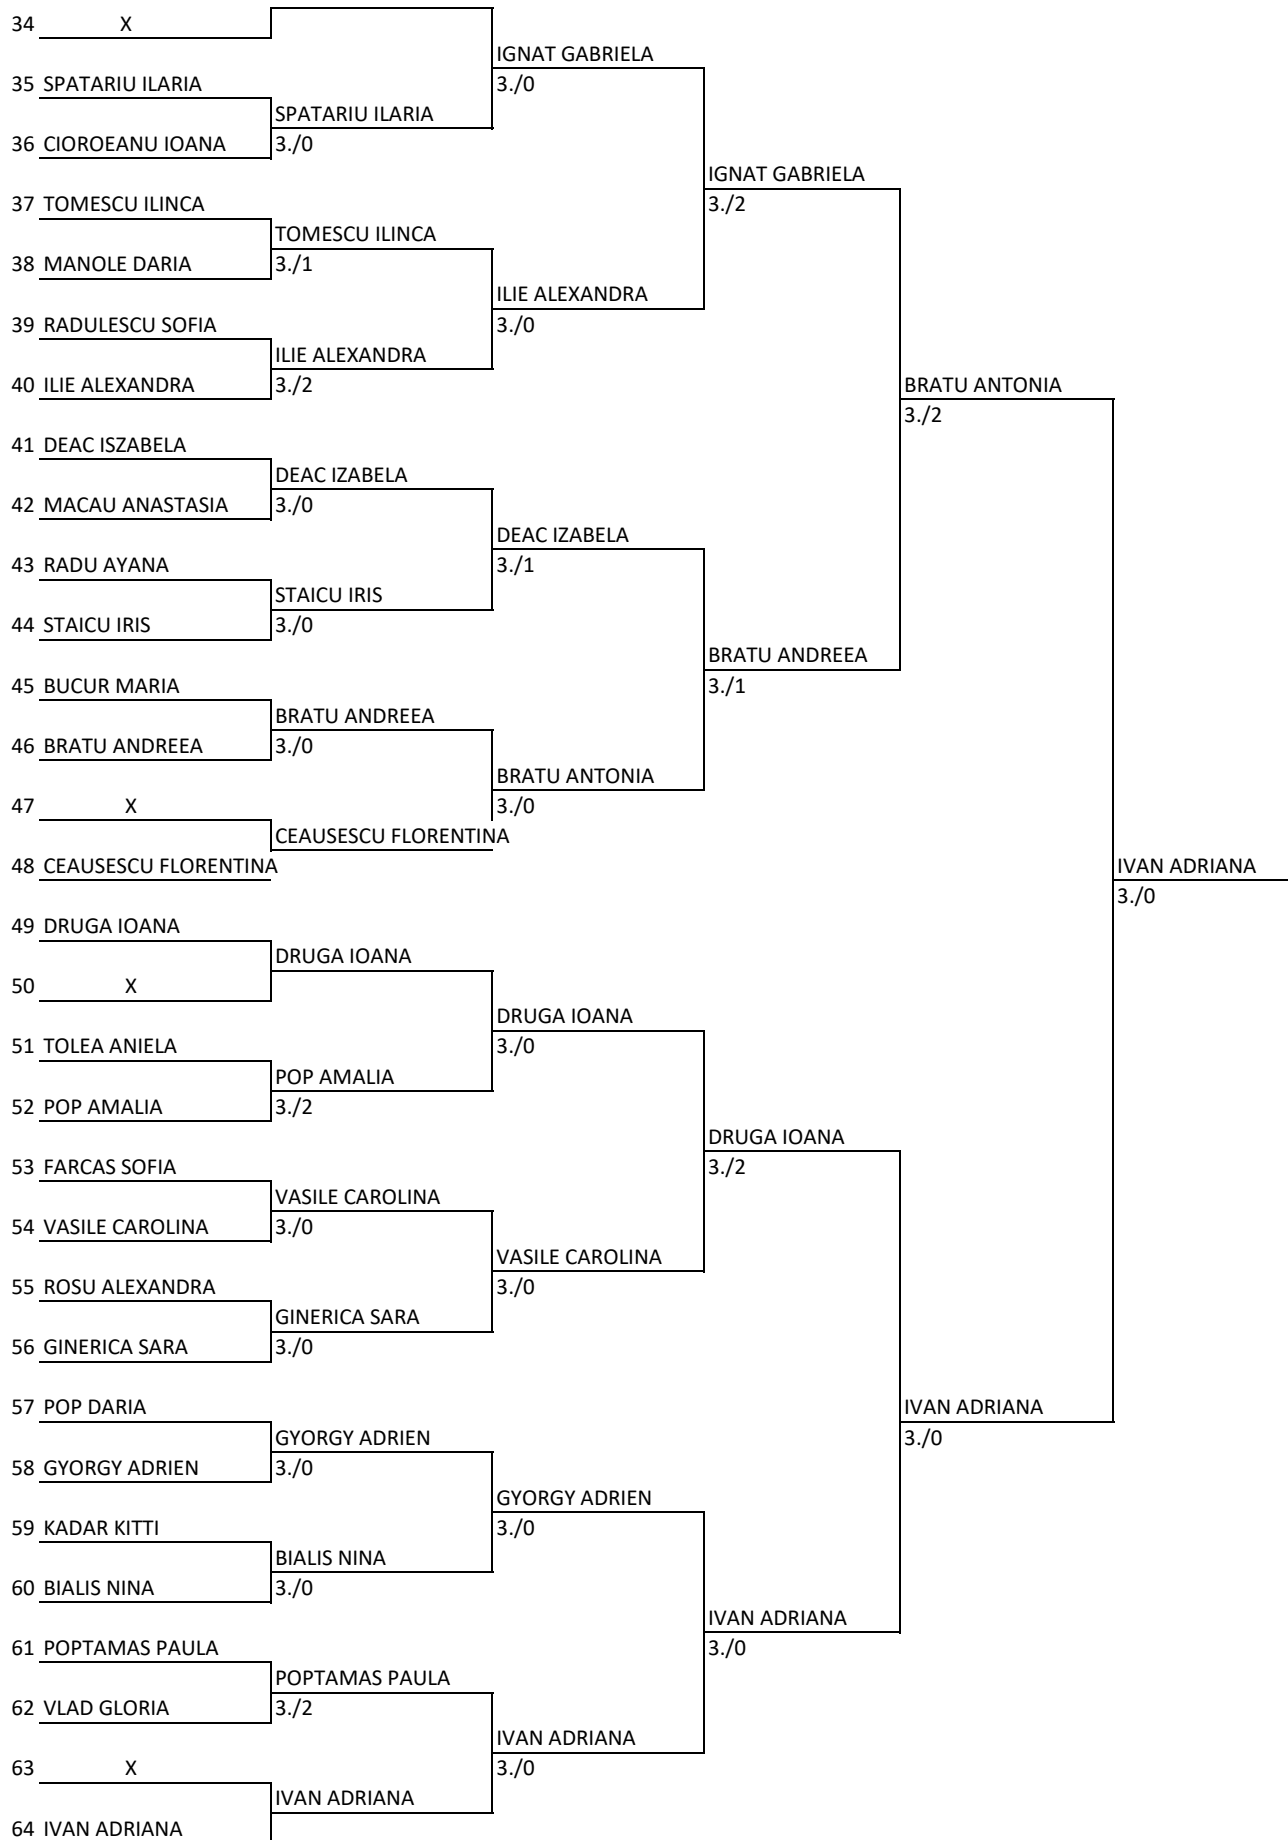 34 X
IGNAT GABRIELA
35 SPATARIU ILARIA 3./0
SPATARIU ILARIA
36 CIOROEANU IOANA 3./0
IGNAT GABRIELA
37 TOMESCU ILINCA 3./2
TOMESCU ILINCA
38 MANOLE DARIA 3./1
ILIE ALEXANDRA
39 RADULESCU SOFIA 3./0
ILIE ALEXANDRA
40 ILIE ALEXANDRA 3./2 BRATU ANTONIA
3./2
41 DEAC ISZABELA
DEAC IZABELA
42 MACAU ANASTASIA 3./0
DEAC IZABELA
43 RADU AYANA 3./1
STAICU IRIS
44 STAICU IRIS 3./0
BRATU ANDREEA
45 BUCUR MARIA 3./1
BRATU ANDREEA
46 BRATU ANDREEA 3./0
BRATU ANTONIA
47 X 3./0
CEAUSESCU FLORENTINA
48 CEAUSESCU FLORENTINA IVAN ADRIANA
3./0
49 DRUGA IOANA
DRUGA IOANA
50 X
DRUGA IOANA
51 TOLEA ANIELA 3./0
POP AMALIA
52 POP AMALIA 3./2
DRUGA IOANA
53 FARCAS SOFIA 3./2
VASILE CAROLINA
54 VASILE CAROLINA 3./0
VASILE CAROLINA
55 ROSU ALEXANDRA 3./0
GINERICA SARA
56 GINERICA SARA 3./0
57 POP DARIA IVAN ADRIANA
GYORGY ADRIEN 3./0
58 GYORGY ADRIEN 3./0
GYORGY ADRIEN
59 KADAR KITTI 3./0
BIALIS NINA
60 BIALIS NINA 3./0
IVAN ADRIANA
61 POPTAMAS PAULA 3./0
POPTAMAS PAULA
62 VLAD GLORIA 3./2
IVAN ADRIANA
63 X 3./0
IVAN ADRIANA
64 IVAN ADRIANA